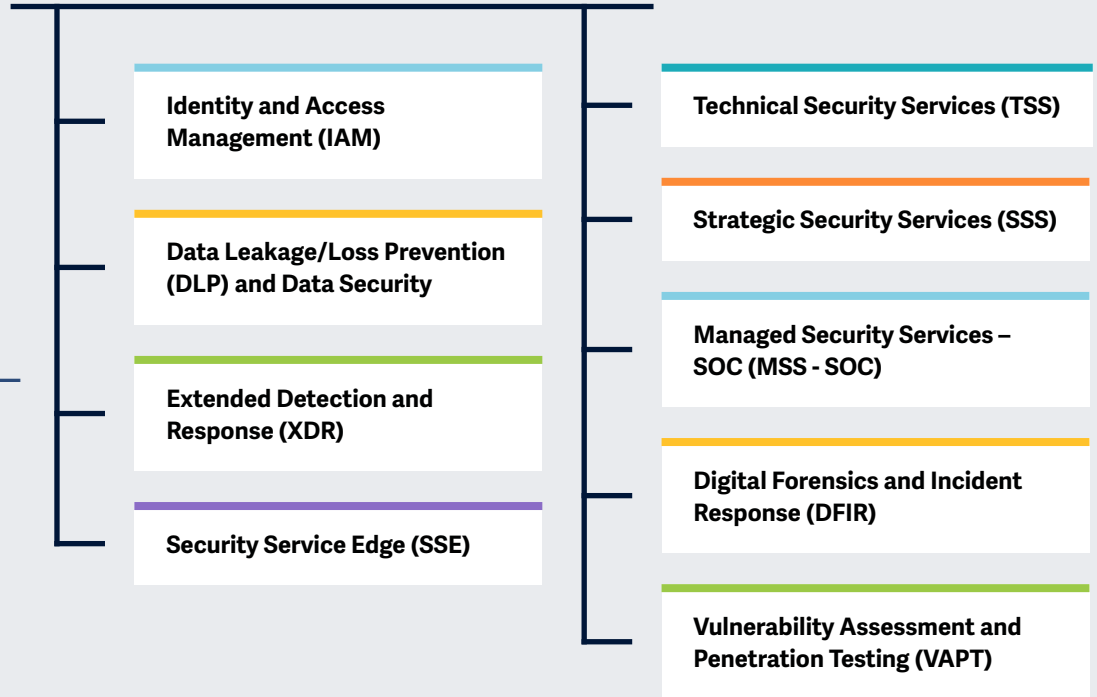 Identity and Access
Management (IAM)
Data Leakage/Loss Prevention
(DLP) and Data Security
Extended Detection and
Response (XDR)
Security Service Edge (SSE)
Technical Security Services (TSS)
Strategic Security Services (SSS)
Managed Security Services –
SOC (MSS - SOC)
Digital Forensics and Incident
Response (DFIR)
Vulnerability Assessment and
Penetration Testing (VAPT)